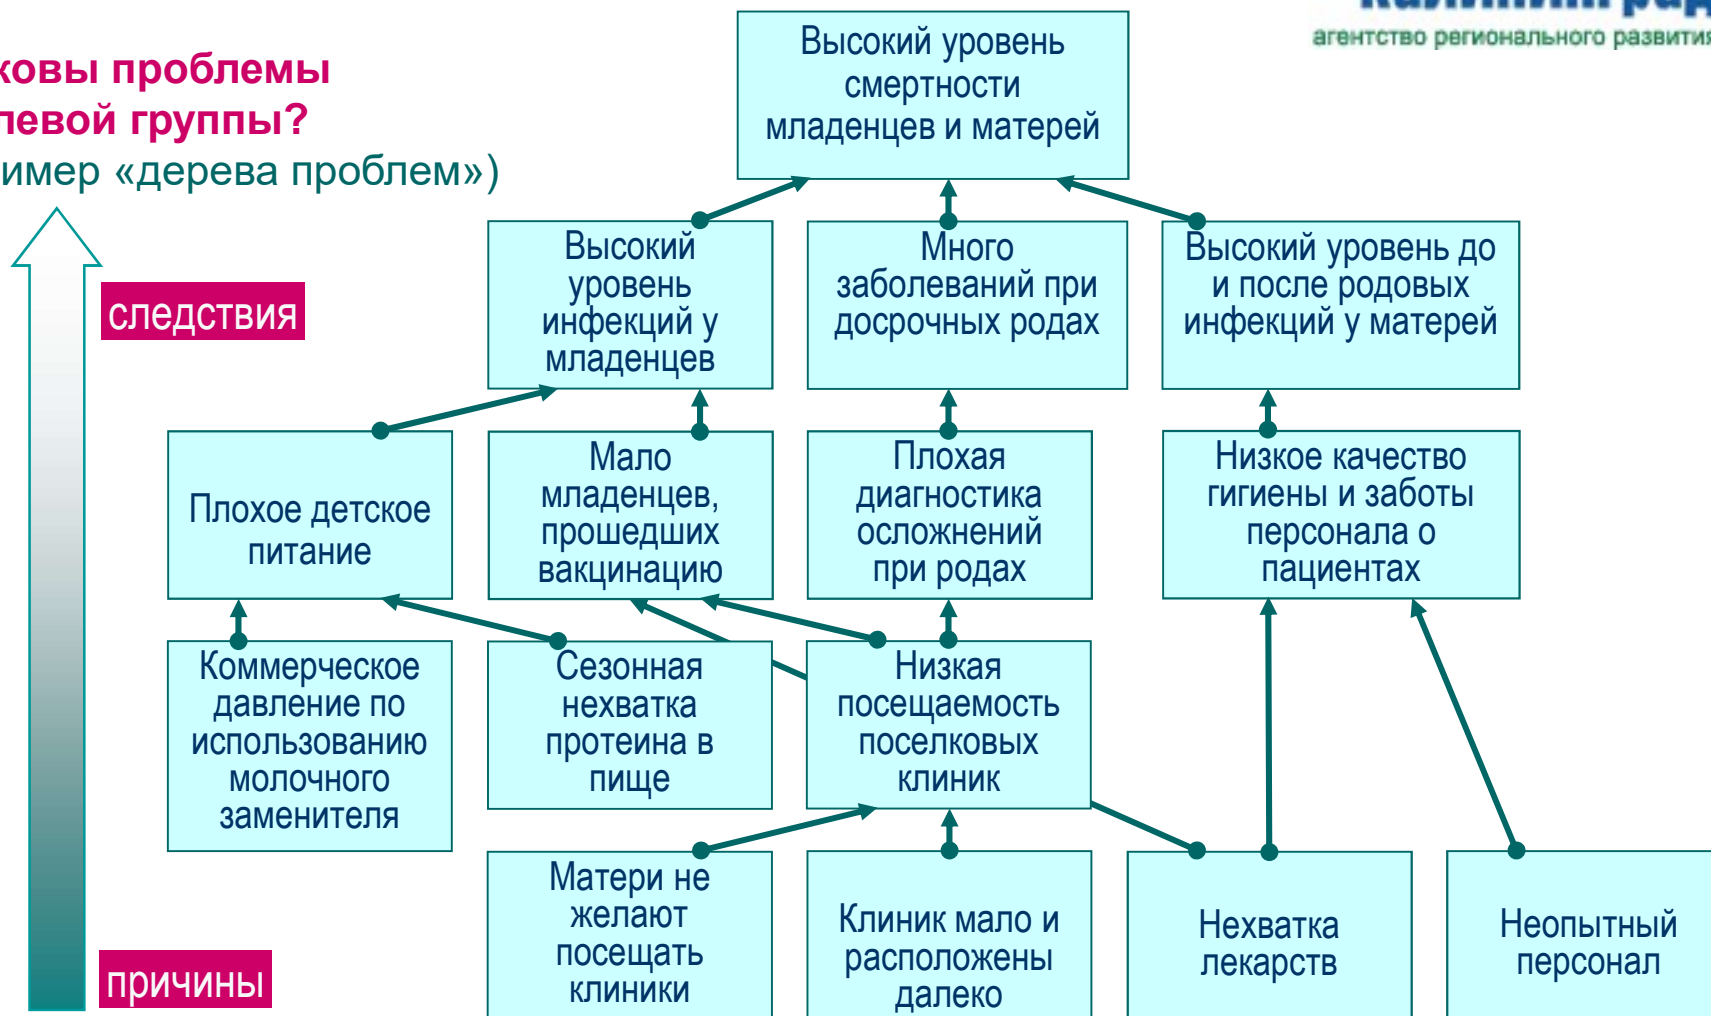 агентство регионального развития
ковы проблемы
левой группы?
имер «дерева проблем»)
следствия
причины
Высокий уровень
смертности
младенцев и матерей
Высокий
уровень
инфекций у
младенцев
Много
заболеваний при
досрочных родах
Высокий уровень до
и после родовых
инфекций у матерей
Плохое детское
питание
Мало
младенцев,
прошедших
вакцинацию
Плохая
диагностика
осложнений
при родах
Низкое качество
гигиены и заботы
персонала о
пациентах
Коммерческое
давление по
использованию
молочного
заменителя
Сезонная
нехватка
протеина в
пище
Низкая
посещаемость
поселковых
клиник
Матери не
желают
посещать
клиники
Клиник мало и
расположены
далеко
Нехватка
лекарств
Неопытный
персонал